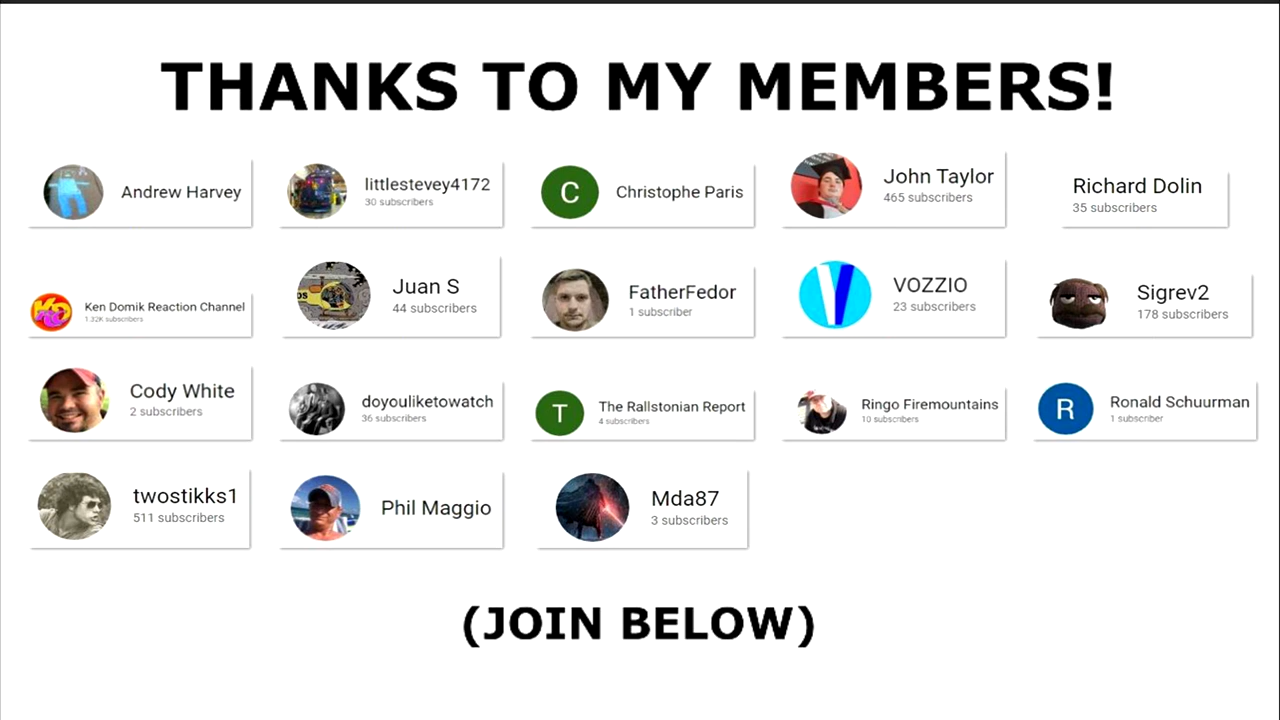 THANKS TO MY MEMBERS!
Andrew Harvey
littlestevey4172
30 subscribers
C
Christophe Paris
John Taylor
465 subscribers
Richard Dolin
35 subscribers
Ken Domik Reaction Channel
1.32K subscribers
Juan S
44 subscribers
FatherFedor
1 subscriber
VOZZIO
23 subscribers
Sigrev2
178 subscribers
Cody White
2 subscribers
doyouliketowatch
36 subscribers
T
The Rallstonian Report
4 subscribers
Ringo Firemountains
10 subscribers
R
Ronald Schuurman
1 subscriber
twostikks1
511 subscribers
Phil Maggio
Mda87
3 subscribers
(JOIN BELOW)